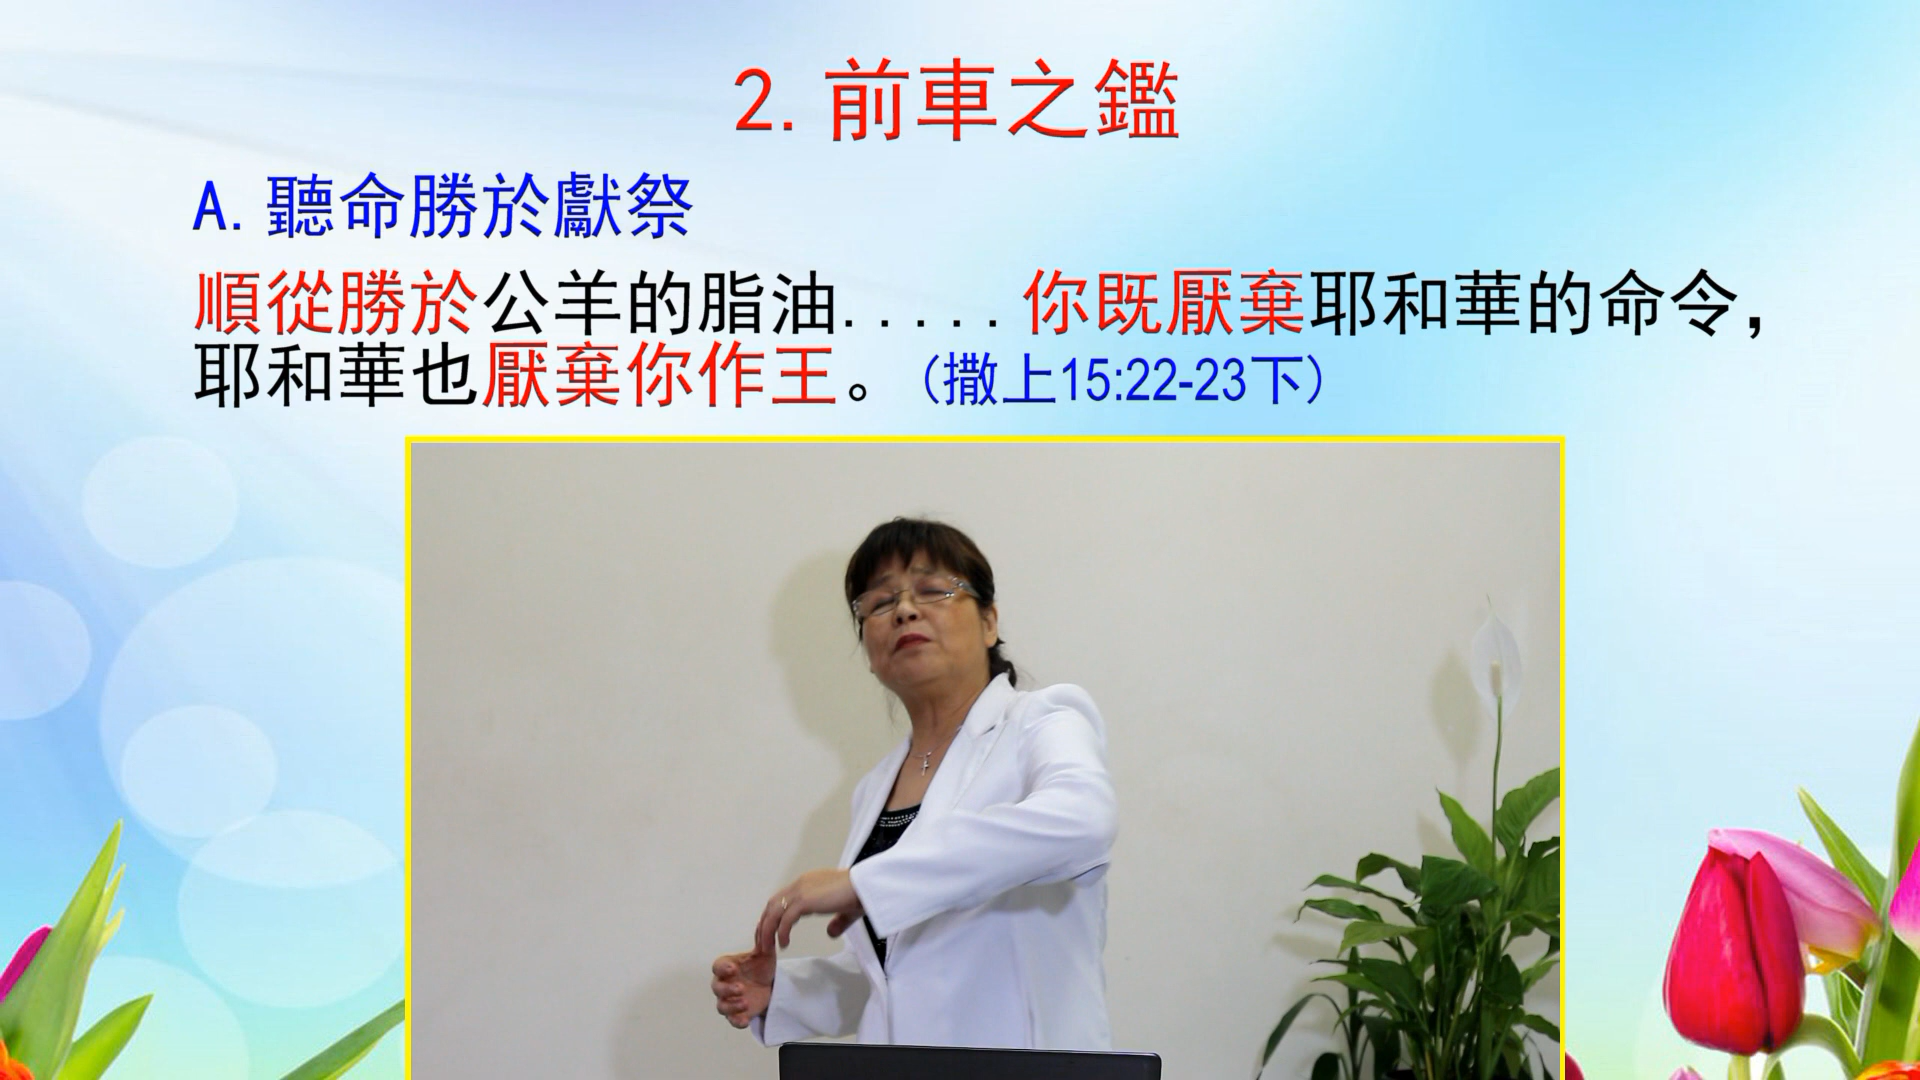 2.前車之鑑
A.聽命勝於獻祭
順從勝於公羊的脂油.....你既厭棄耶和華的命令，
耶和華也厭棄你作王。(撒上15:22-23下)